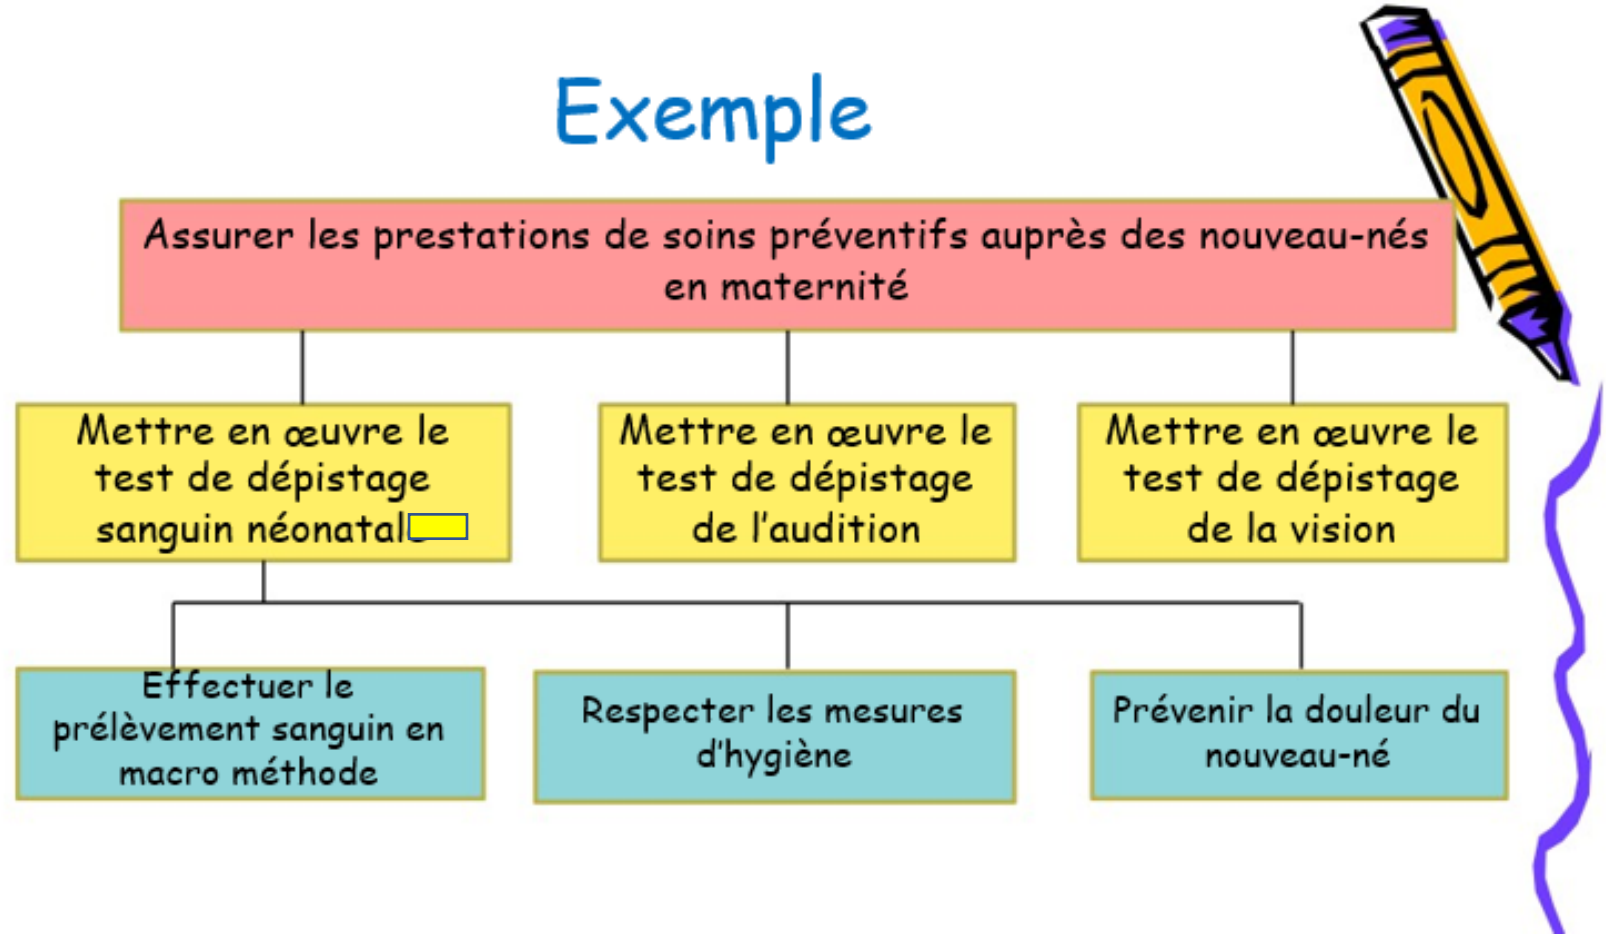 Exemple
Assurer les prestations de soins préventifs auprès des nouveau-nés
en maternité
Mettre en œuvre le
test de dépistage
sanguin néonatal
Mettre en œuvre le
test de dépistage
de l'audition
Mettre en œuvre le
test de dépistage
de la vision
Effectuer le
prélèvement sanguin en
macro méthode
Respecter les mesures
d'hygiène
Prévenir la douleur du
nouveau-né